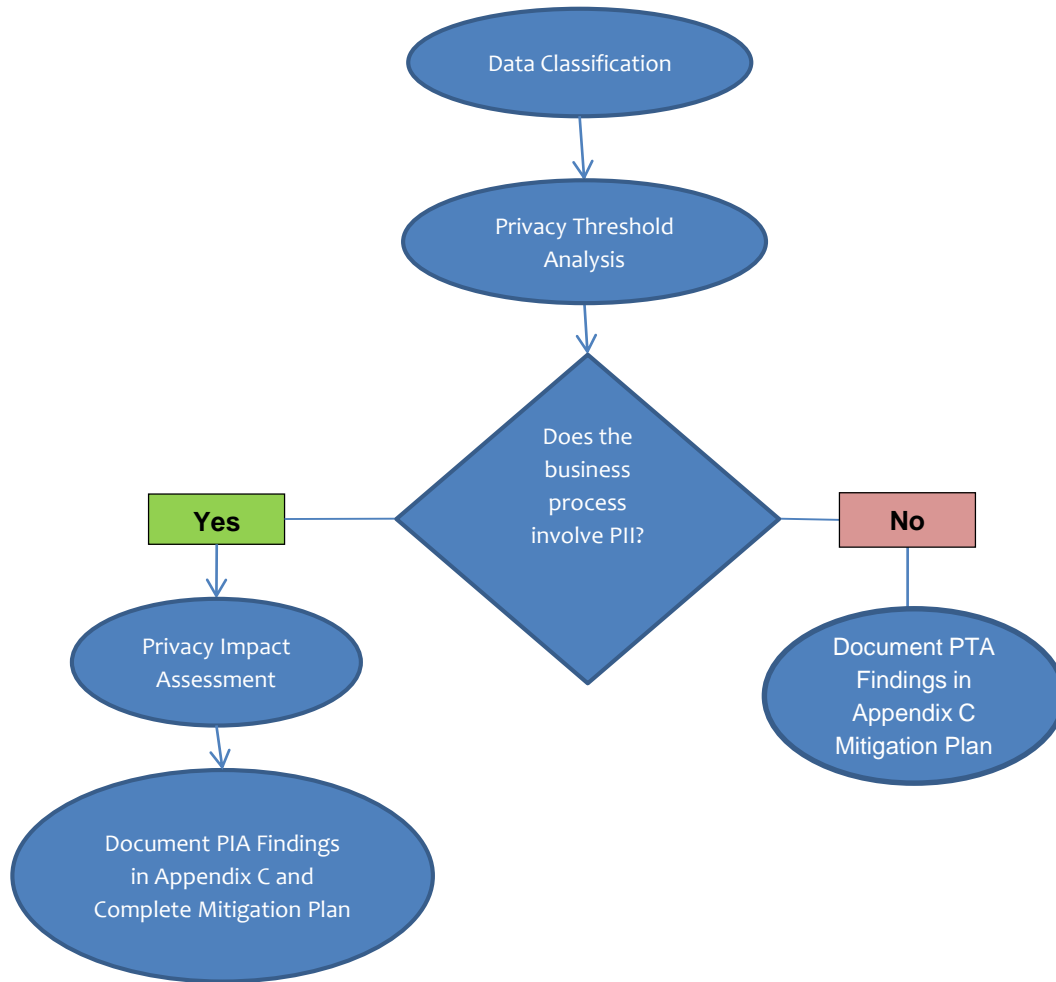 Data Classification
Privacy Threshold
Analysis
Does the
business
process
involve PII?
Yes
No
Privacy Impact
Assessment
Document PTA
Findings in
Appendix C
Mitigation Plan
Document PIA Findings
in Appendix C and
Complete Mitigation Plan